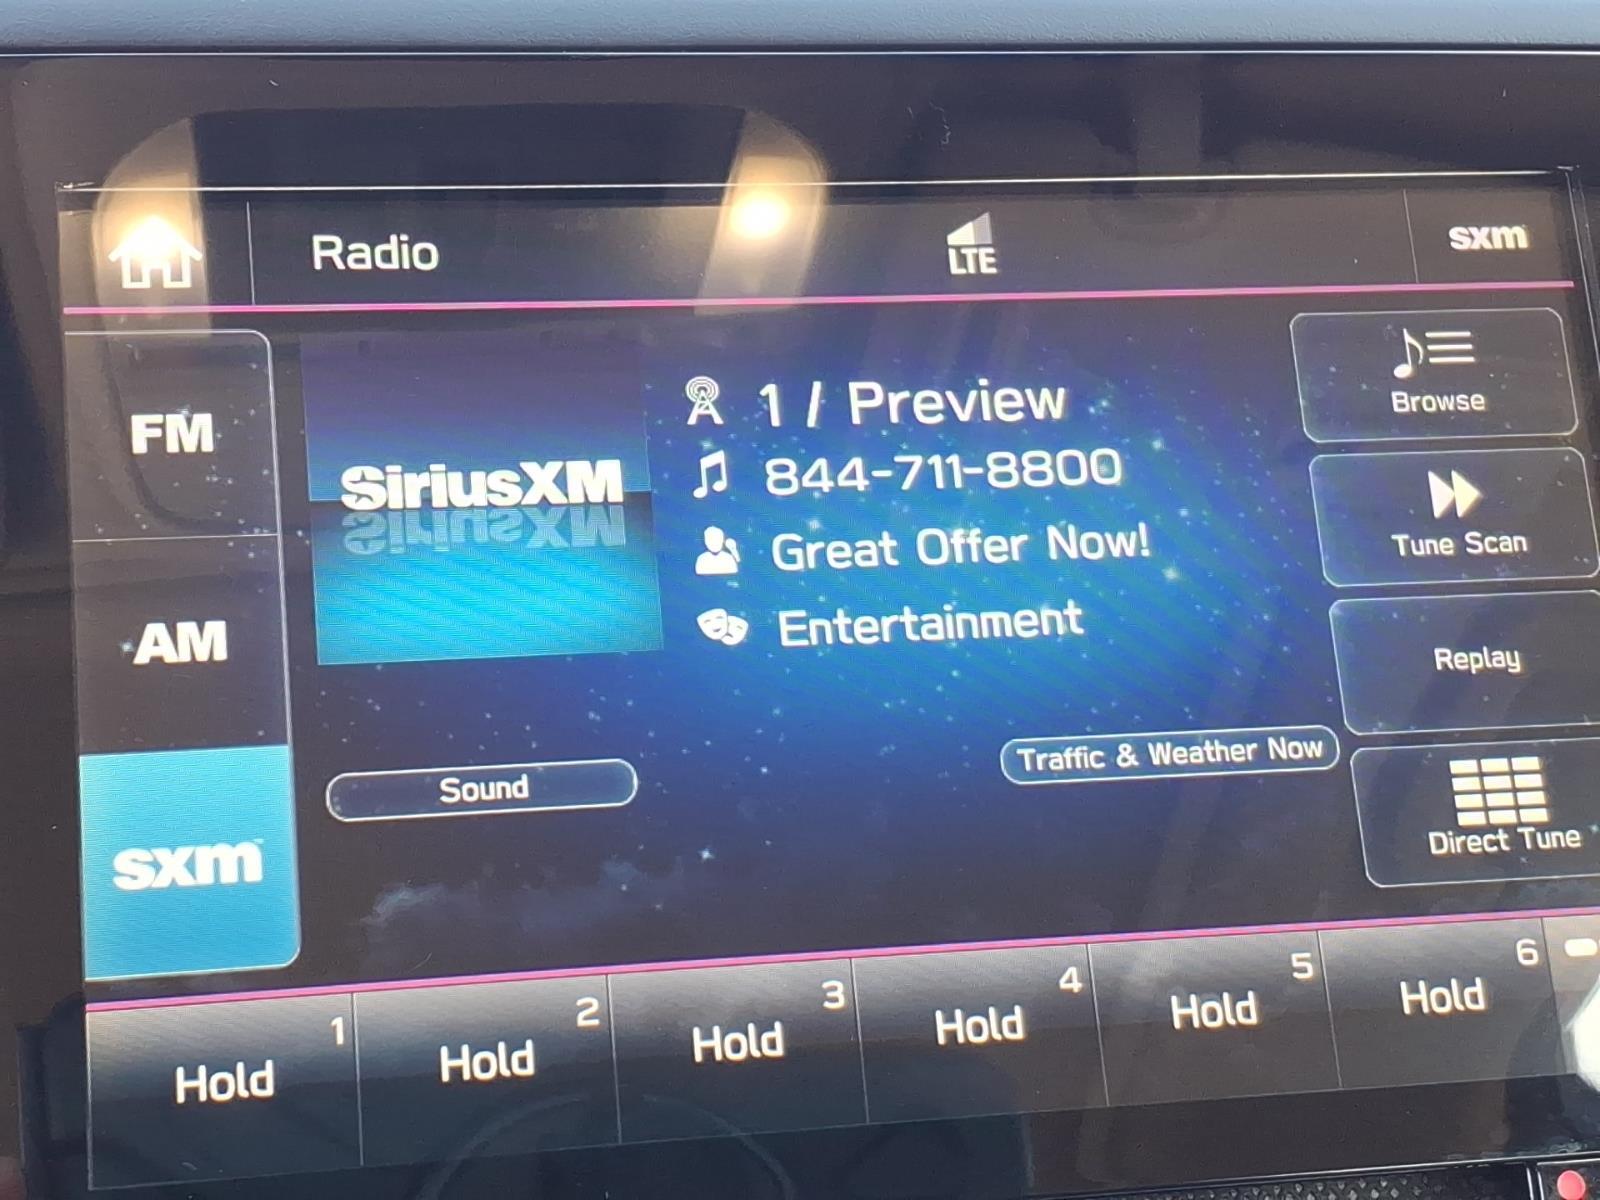 Radio
LTE
sxm
FM
AM
sxm
SiriusXM
SiriusXM
1 / Preview
844-711-8800
Great Offer Now!
Entertainment
Sound
Traffic & Weather Now
Browse
Tune Scan
Replay
Direct Tune
1
Hold
2
Hold
3
Hold
4
Hold
5
Hold
6
Hold